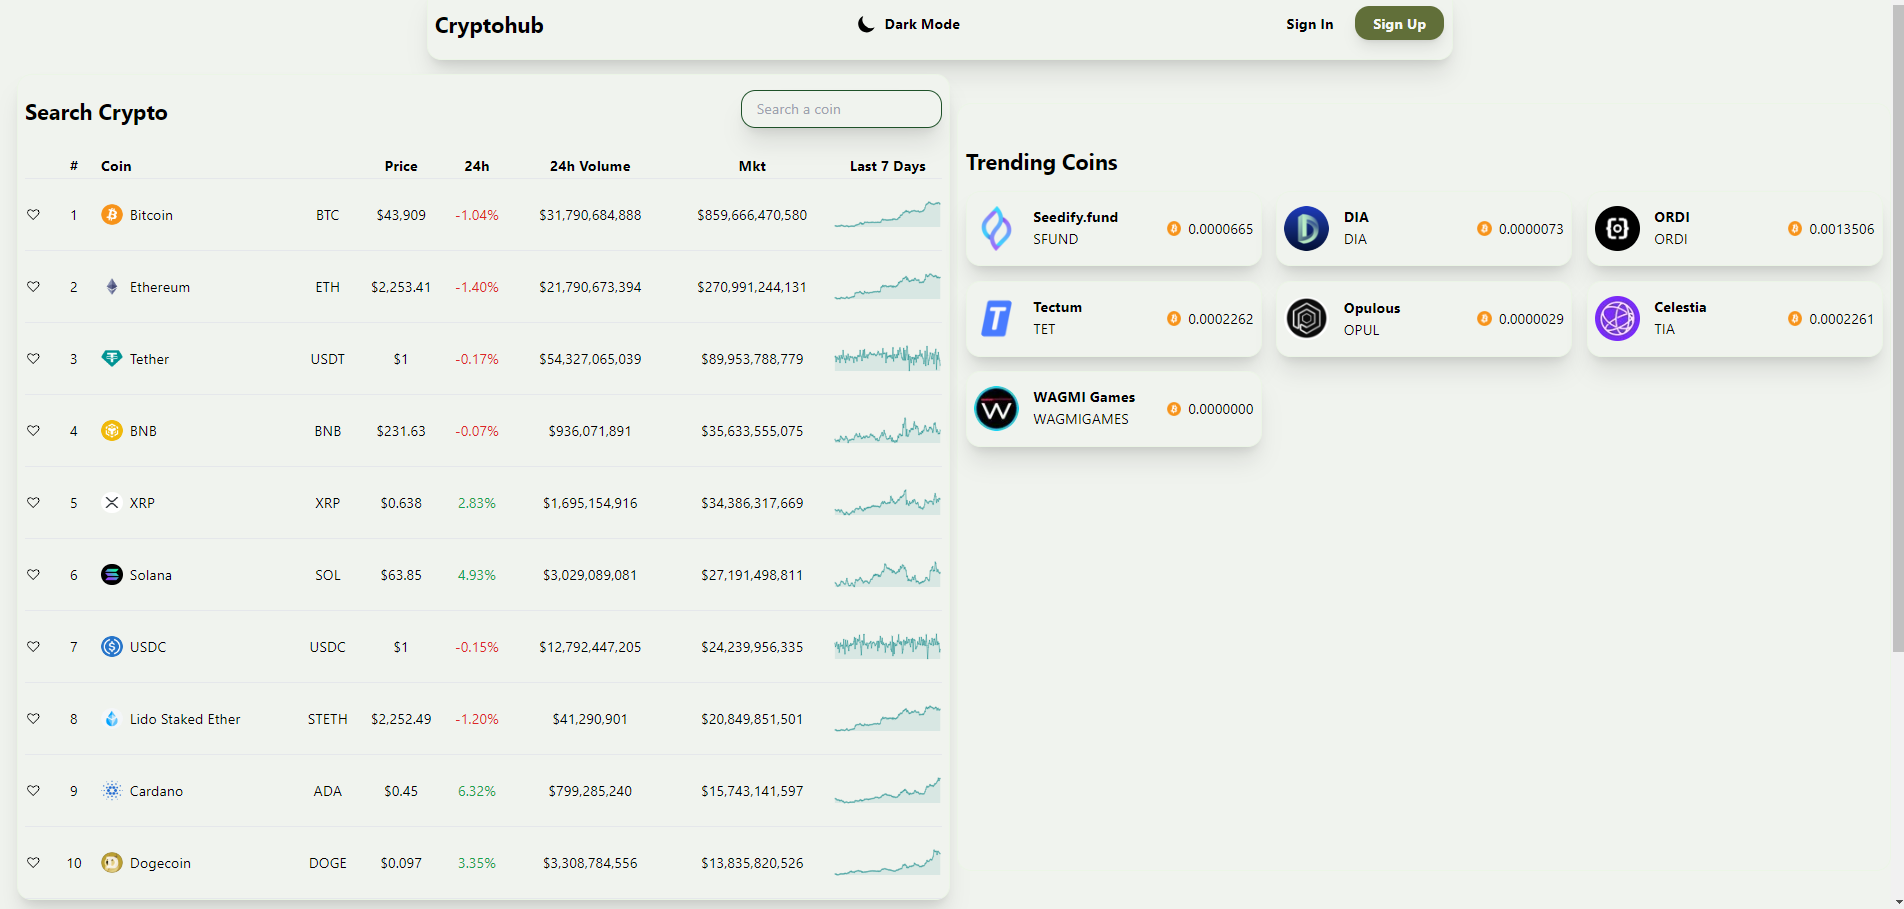 Cryptohub Dark Mode Sign In Sign Up
Search Crypto Search a coin
# Coin Price 24h 24h Volume Mkt Last 7 Days
1 Bitcoin BTC $43,909 -1.04% $31,790,684,888 $859,666,470,580
2 Ethereum ETH $2,253.41 -1.40% $21,790,673,394 $270,991,244,131
3 Tether USDT $1 -0.17% $54,327,065,039 $89,953,788,779
4 BNB BNB $231.63 -0.07% $936,071,891 $35,633,555,075
5 XRP XRP $0.638 2.83% $1,695,154,916 $34,386,317,669
6 Solana SOL $63.85 4.93% $3,029,089,081 $27,191,498,811
7 USDC USDC $1 -0.15% $12,792,447,205 $24,239,956,335
8 Lido Staked Ether STETH $2,252.49 -1.20% $41,290,901 $20,849,851,501
9 Cardano ADA $0.45 6.32% $799,285,240 $15,743,141,597
10 Dogecoin DOGE $0.097 3.35% $3,308,784,556 $13,835,820,526
Trending Coins
Seedify.fund
SFUND
0.0000665
DIA
DIA
0.0000073
ORDI
ORDI
0.0013506
Tectum
TET
0.0002262
Opulous
OPUL
0.0000029
Celestia
TIA
0.0002261
WAGMI Games
WAGMIGAMES
0.0000000